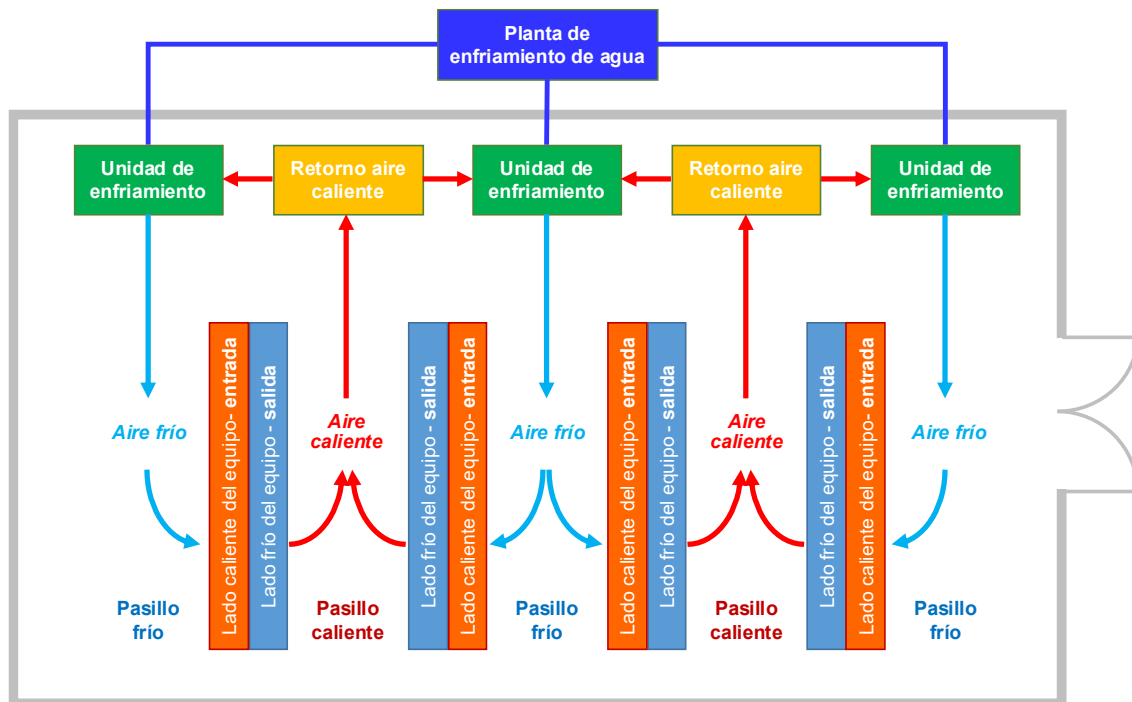 Planta de
enfriamiento de agua
Unidad de
enfriamiento
Retorno aire
caliente
Unidad de
enfriamiento
Retorno aire
caliente
Unidad de
enfriamiento
Lado caliente del equipo- entrada
Lado frío del equipo - salida
Lado frío del equipo - salida
Lado caliente del equipo- entrada
Lado caliente del equipo- entrada
Lado frío del equipo - salida
Lado frío del equipo - salida
Lado caliente del equipo- entrada
Aire frío
Aire
caliente
Aire frío
Aire
caliente
Aire frío
Pasillo
frío
Pasillo
caliente
Pasillo
frío
Pasillo
caliente
Pasillo
frío